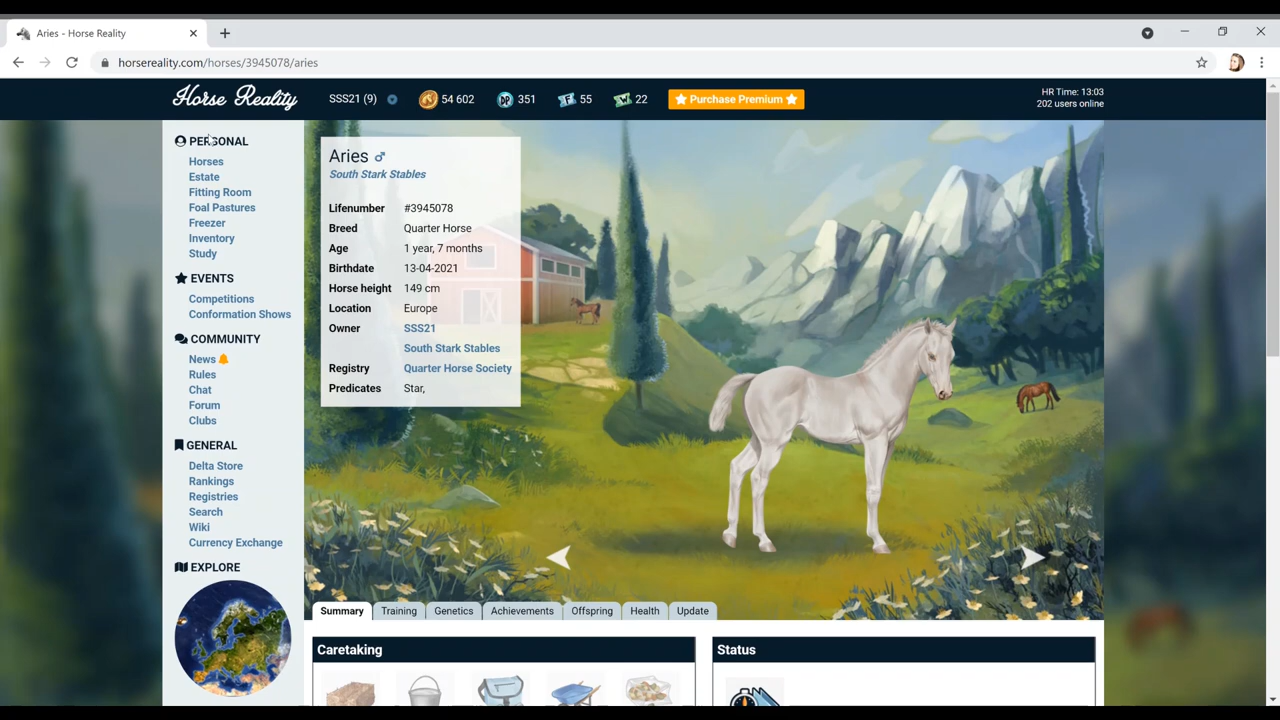 Aries - Horse Reality
horsereality.com/horses/3945078/aries
Horse Reality
SSS21 (9)
54 602
DP
351
55
22
Purchase Premium
HR Time: 13:03
202 users online
PERSONAL
Horses
Estate
Fitting Room
Foal Pastures
Freezer
Inventory
Study
EVENTS
Competitions
Conformation Shows
COMMUNITY
News
Rules
Chat
Forum
Clubs
GENERAL
Delta Store
Rankings
Registries
Search
Wiki
Currency Exchange
EXPLORE
Aries ♂
South Stark Stables
Lifenumber #3945078
Breed Quarter Horse
Age 1 year, 7 months
Birthdate 13-04-2021
Horse height 149 cm
Location Europe
Owner SSS21
South Stark Stables
Registry Quarter Horse Society
Predicates Star,
Summary Training Genetics Achievements Offspring Health Update
Caretaking
Status